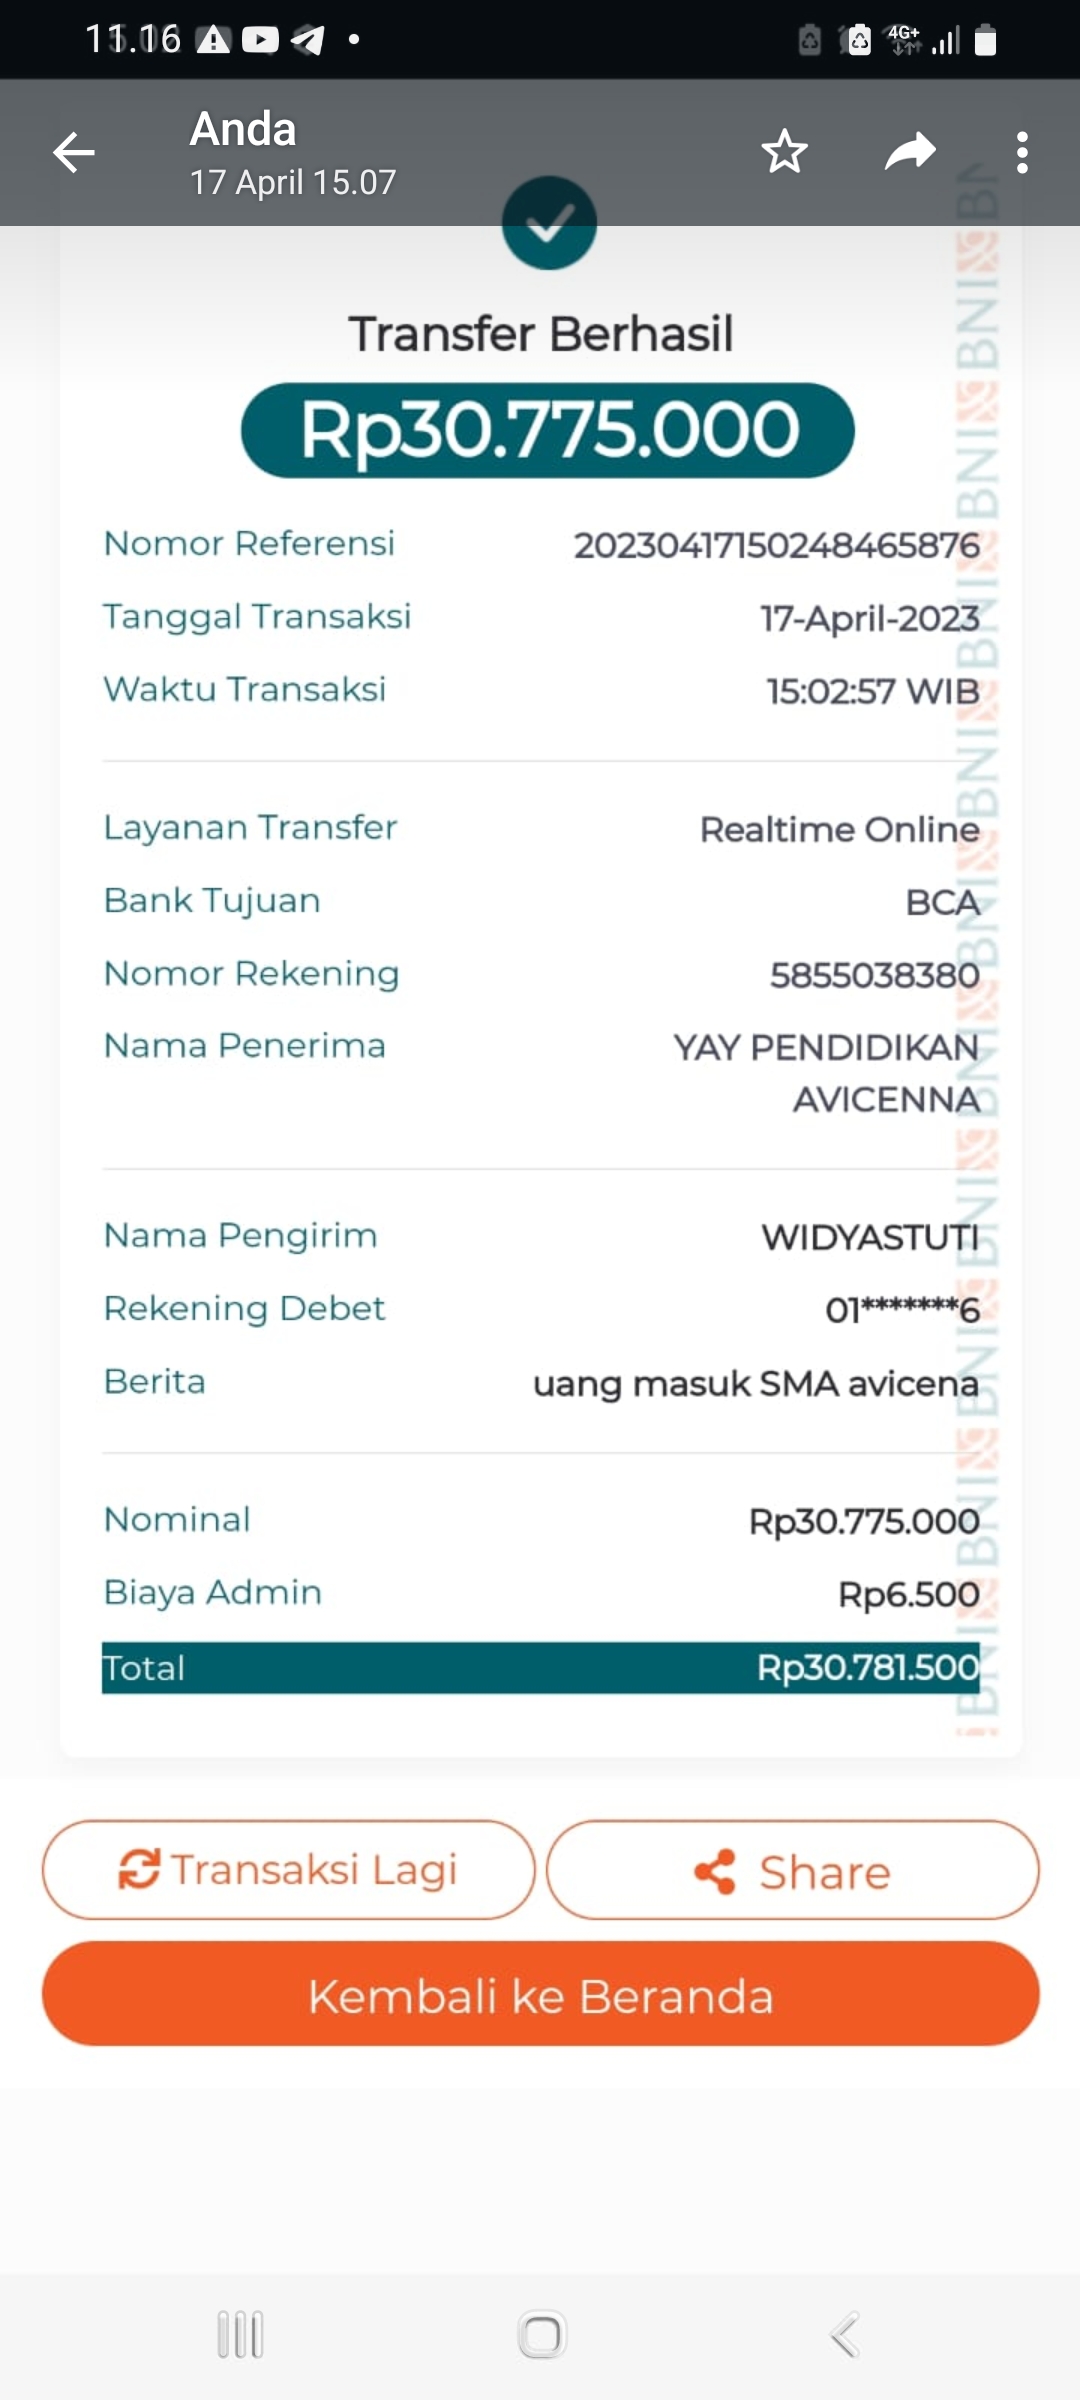 11.16
4G+
Anda
17 April 15.07
Transfer Berhasil
Rp30.775.000
Nomor Referensi 20230417150248465876
Tanggal Transaksi 17-April-2023
Waktu Transaksi 15:02:57 WIB
Layanan Transfer Realtime Online
Bank Tujuan BCA
Nomor Rekening 5855038380
Nama Penerima YAY PENDIDIKAN
AVICENNA
Nama Pengirim WIDYASTUTI
Rekening Debet 01*******6
Berita uang masuk SMA avicena
Nominal Rp30.775.000
Biaya Admin Rp6.500
Total Rp30.781.500
BNI BNI BNI BNI BNI BNI BNI BNI BNI BNI
Transaksi Lagi
Share
Kembali ke Beranda